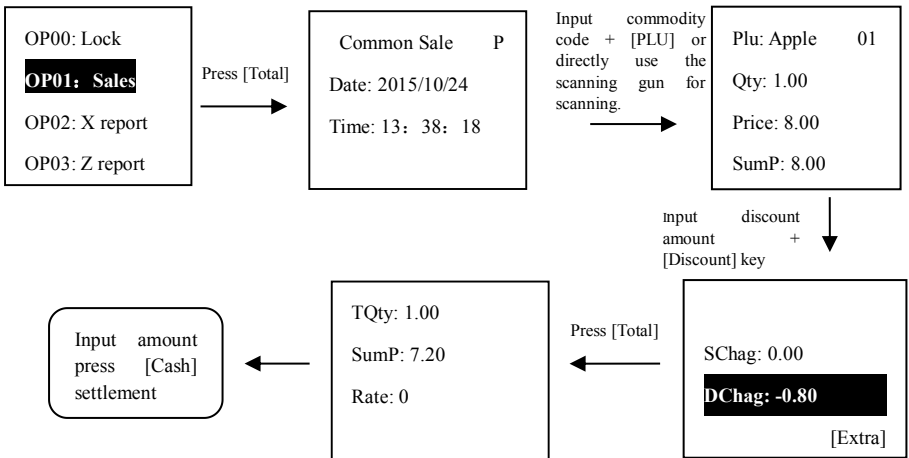 OP00: Lock
OP01： Sales
OP02: X report
OP03: Z report
Press [Total]
Common Sale P
Date: 2015/10/24
Time: 13： 38： 18
Input commodity
code + [PLU] or
directly use the
scanning gun for
scanning.
Plu: Apple 01
Qty: 1.00
Price: 8.00
SumP: 8.00
Input discount
amount +
[Discount] key
SChag: 0.00
DChag: -0.80
[Extra]
Press [Total]
TQty: 1.00
SumP: 7.20
Rate: 0
Input amount
press [Cash]
settlement